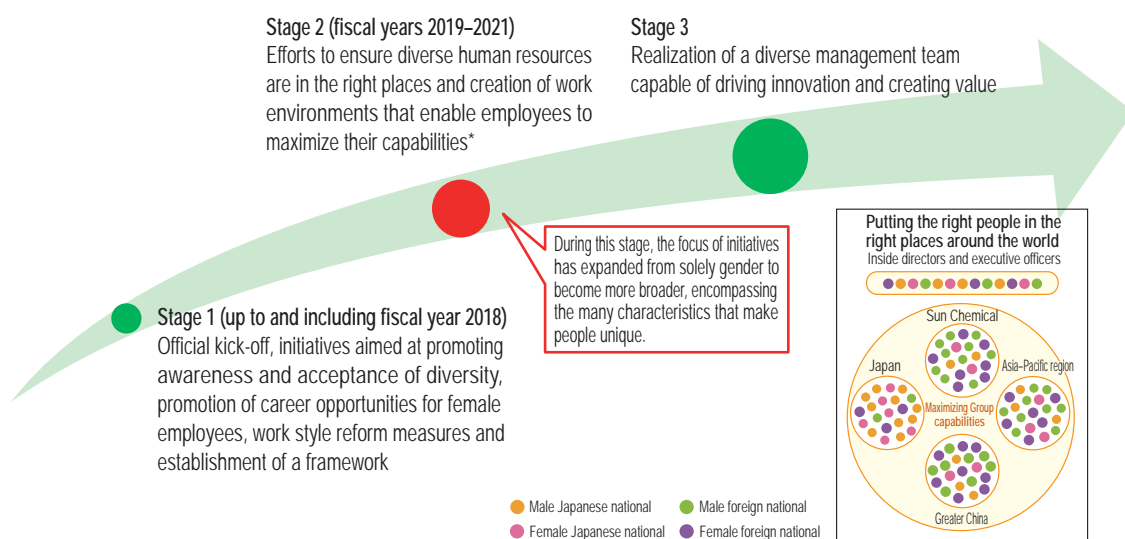 Stage 2 (fiscal years 2019–2021)
Efforts to ensure diverse human resources
are in the right places and creation of work
environments that enable employees to
maximize their capabilities*
Stage 3
Realization of a diverse management team
capable of driving innovation and creating value
During this stage, the focus of initiatives
has expanded from solely gender to
become more broader, encompassing
the many characteristics that make
people unique.
Stage 1 (up to and including fiscal year 2018)
Official kick-off, initiatives aimed at promoting
awareness and acceptance of diversity,
promotion of career opportunities for female
employees, work style reform measures and
establishment of a framework
Putting the right people in the
right places around the world
Inside directors and executive officers
Sun Chemical
Japan
Asia–Pacific region
Maximizing Group
capabilities
Greater China
Male Japanese national
Male foreign national
Female Japanese national
Female foreign national